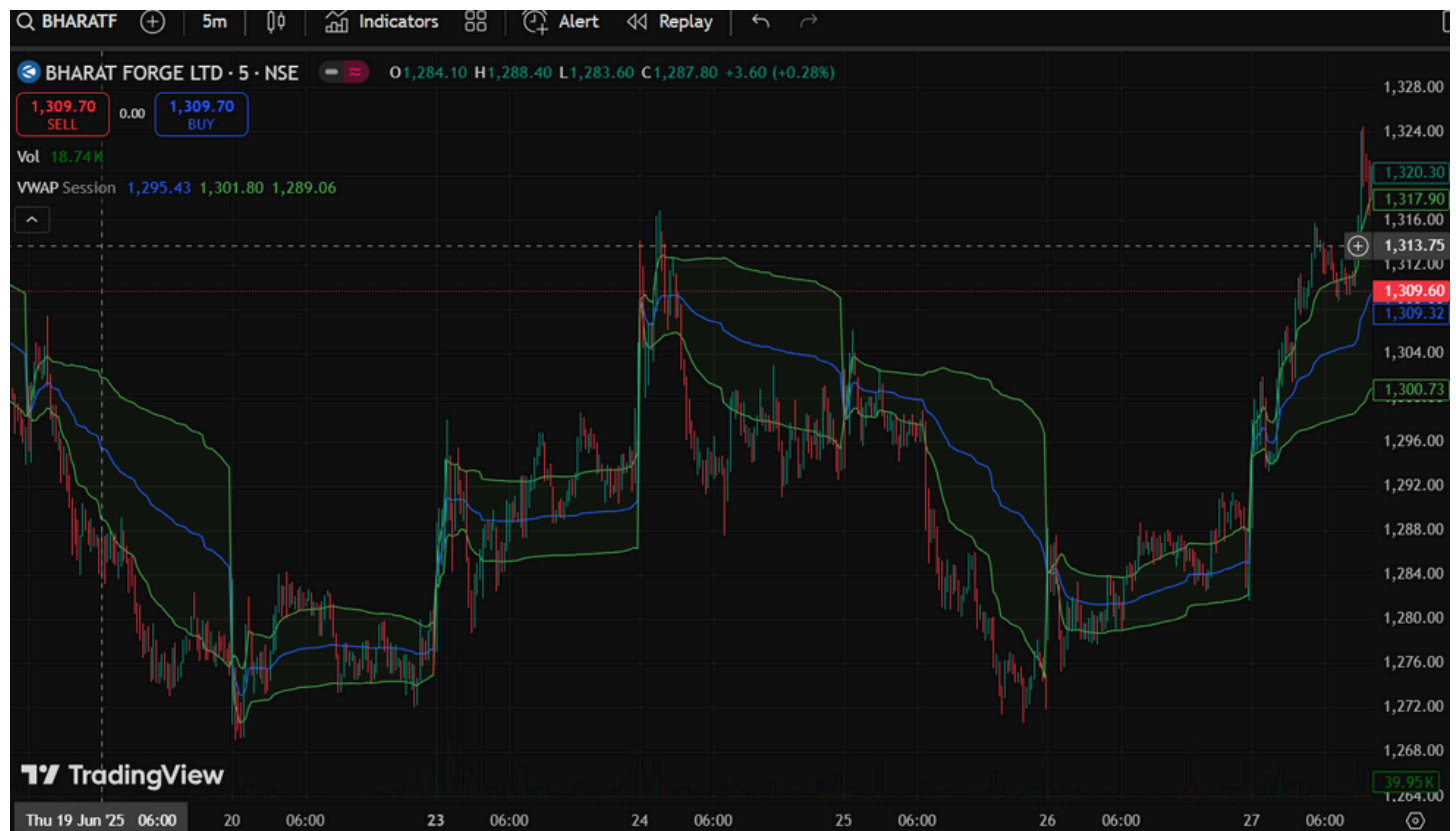 BHARATF 5m Indicators Alert Replay
BHARAT FORGE LTD · 5 · NSE O1,284.10 H1,288.40 L1,283.60 C1,287.80 +3.60 (+0.28%)
1,309.70 SELL 0.00 1,309.70 BUY
Vol 18.74K
VWAP Session 1,295.43 1,301.80 1,289.06
1,328.00
1,324.00
1,320.30
1,317.90
1,316.00
1,313.75
1,312.00
1,309.60
1,309.32
1,304.00
1,300.73
1,296.00
1,292.00
1,288.00
1,284.00
1,280.00
1,276.00
1,272.00
1,268.00
39.95K
1,264.00
TradingView
Thu 19 Jun '25 06:00 20 06:00 23 06:00 24 06:00 25 06:00 26 06:00 27 06:00